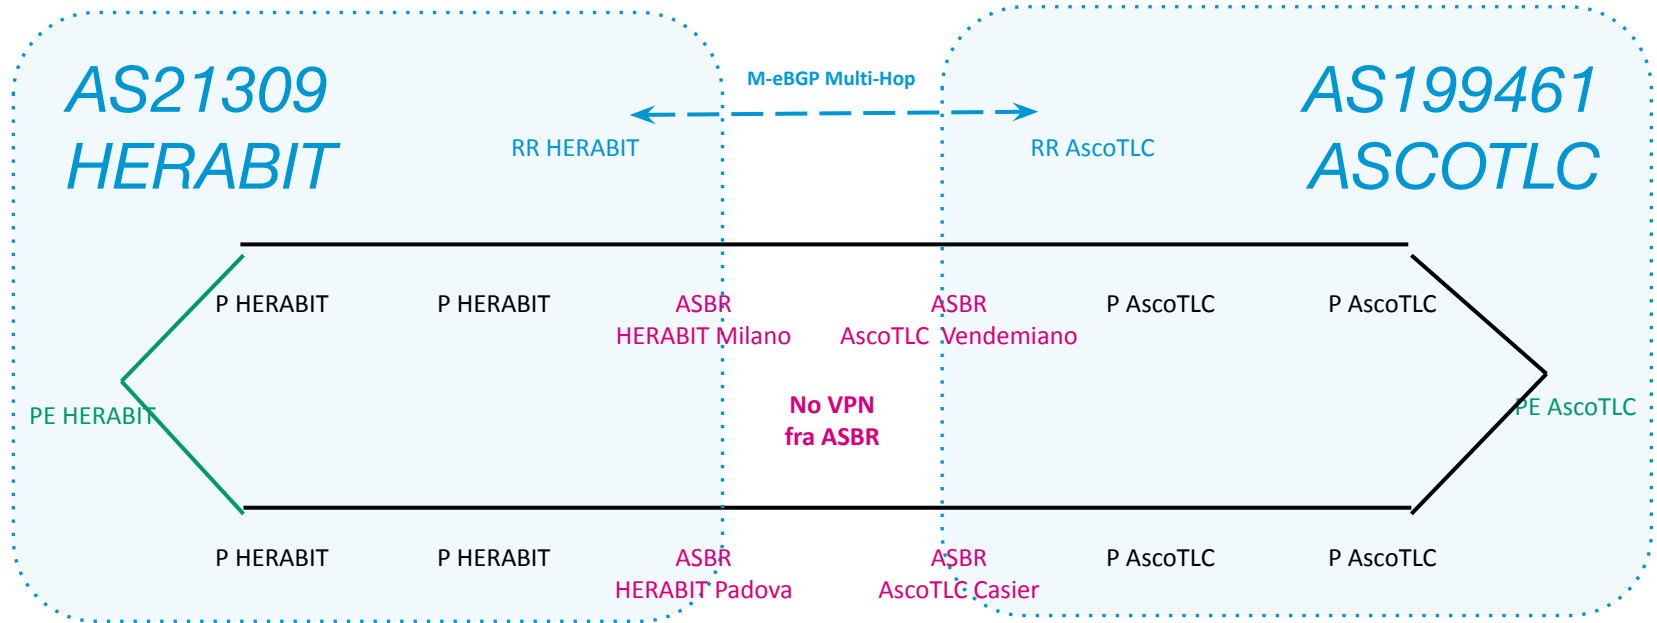 AS21309
HERABIT
M-eBGP Multi-Hop
AS199461
ASCOTLC
RR HERABIT
RR AscoTLC
P HERABIT
P HERABIT
ASBR
HERABIT Milano
ASBR
AscoTLC Vendemiano
P AscoTLC
P AscoTLC
PE HERABIT
No VPN
fra ASBR
PE AscoTLC
P HERABIT
P HERABIT
ASBR
HERABIT Padova
ASBR
AscoTLC Casier
P AscoTLC
P AscoTLC